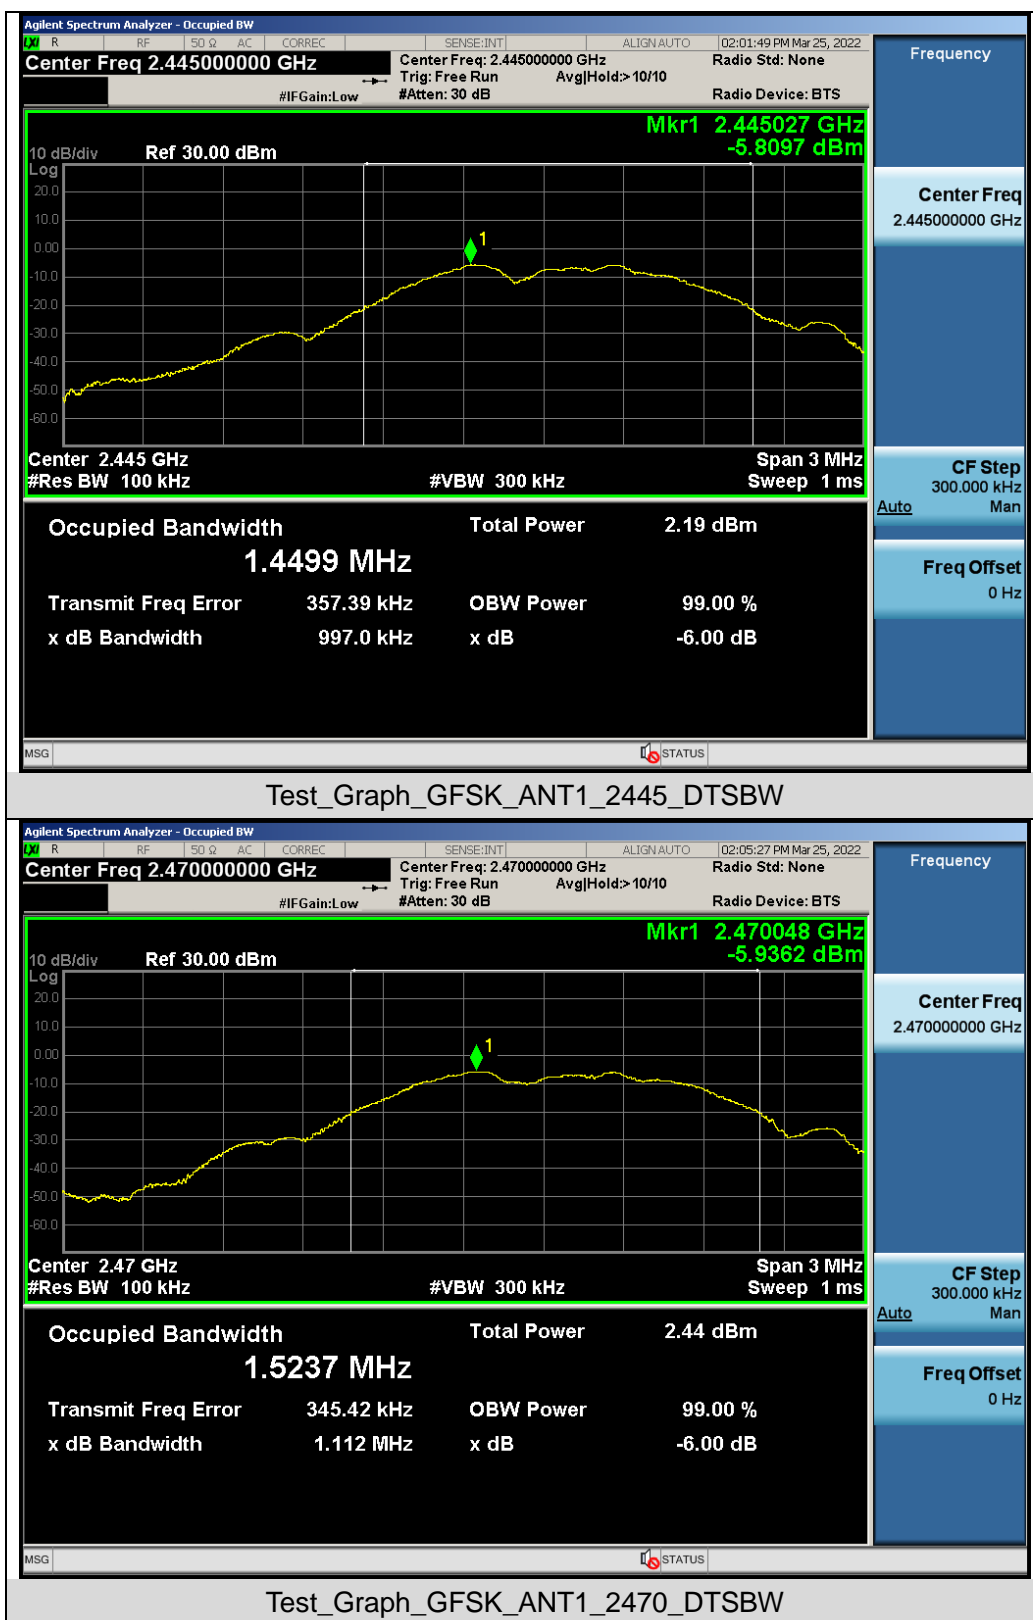 Agilent Spectrum Analyzer - Occupied BW
LXI R RF 50 Ω AC CORREC SENSE:INT ALIGN AUTO 02:01:49 PM Mar 25, 2022
Center Freq 2.445000000 GHz
Center Freq: 2.445000000 GHz
Radio Std: None
Trig: Free Run Avg|Hold:>10/10
#IFGain:Low #Atten: 30 dB Radio Device: BTS
Frequency
Mkr1 2.445027 GHz
-5.8097 dBm
10 dB/div Ref 30.00 dBm
Log
20.0
10.0
0.00
-10.0
-20.0
-30.0
-40.0
-50.0
-60.0
1
Center 2.445 GHz Span 3 MHz
#Res BW 100 kHz #VBW 300 kHz Sweep 1 ms
Center Freq
2.445000000 GHz
CF Step
300.000 kHz
Auto Man
Freq Offset
0 Hz
Occupied Bandwidth Total Power 2.19 dBm
1.4499 MHz
Transmit Freq Error 357.39 kHz OBW Power 99.00 %
x dB Bandwidth 997.0 kHz x dB -6.00 dB
MSG STATUS
Test_Graph_GFSK_ANT1_2445_DTSBW
Agilent Spectrum Analyzer - Occupied BW
LXI R RF 50 Ω AC CORREC SENSE:INT ALIGN AUTO 02:05:27 PM Mar 25, 2022
Center Freq 2.470000000 GHz
Center Freq: 2.470000000 GHz
Radio Std: None
Trig: Free Run Avg|Hold:>10/10
#IFGain:Low #Atten: 30 dB Radio Device: BTS
Frequency
Mkr1 2.470048 GHz
-5.9362 dBm
10 dB/div Ref 30.00 dBm
Log
20.0
10.0
0.00
-10.0
-20.0
-30.0
-40.0
-50.0
-60.0
1
Center 2.47 GHz Span 3 MHz
#Res BW 100 kHz #VBW 300 kHz Sweep 1 ms
Center Freq
2.470000000 GHz
CF Step
300.000 kHz
Auto Man
Freq Offset
0 Hz
Occupied Bandwidth Total Power 2.44 dBm
1.5237 MHz
Transmit Freq Error 345.42 kHz OBW Power 99.00 %
x dB Bandwidth 1.112 MHz x dB -6.00 dB
MSG STATUS
Test_Graph_GFSK_ANT1_2470_DTSBW